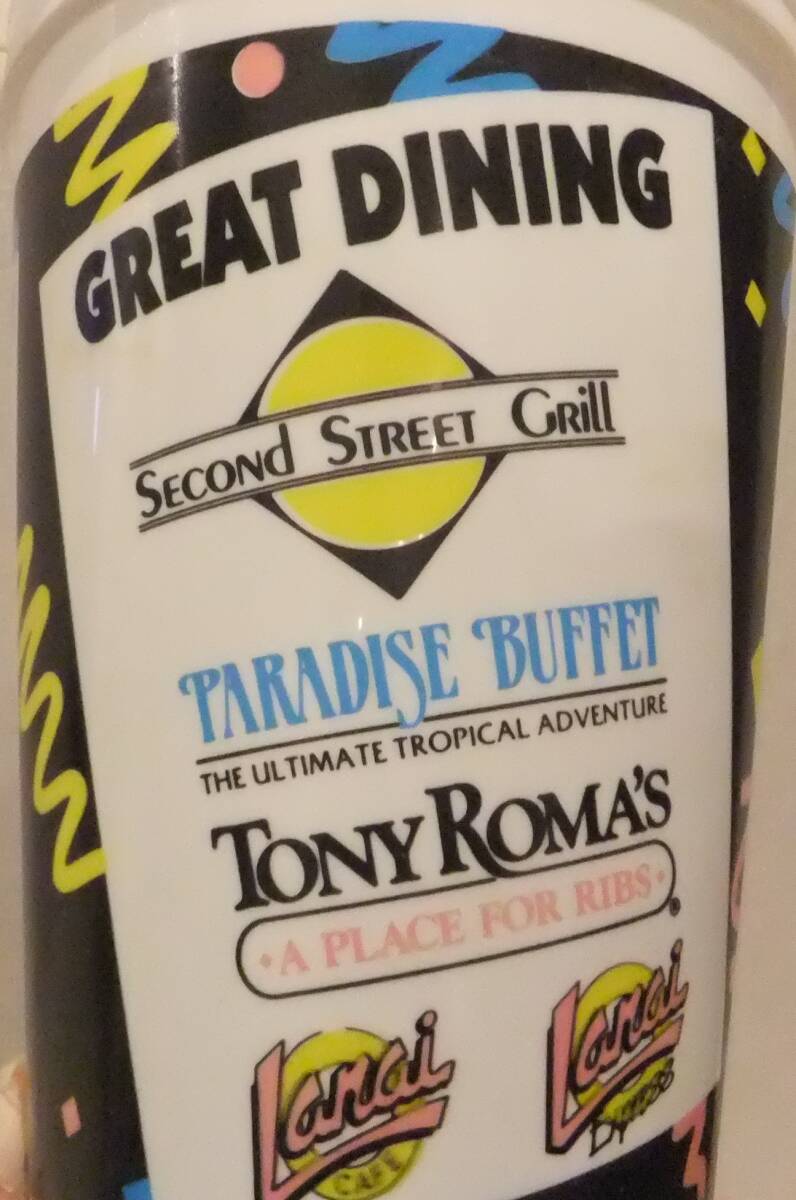 GREAT DINING
SECONd STREET GRill
PARADISE BUFFET
THE ULTIMATE TROPICAL ADVENTURE
TONY ROMA'S
•A PLACE FOR RIBS•®
Lanai
CAFE
Lanai
Express